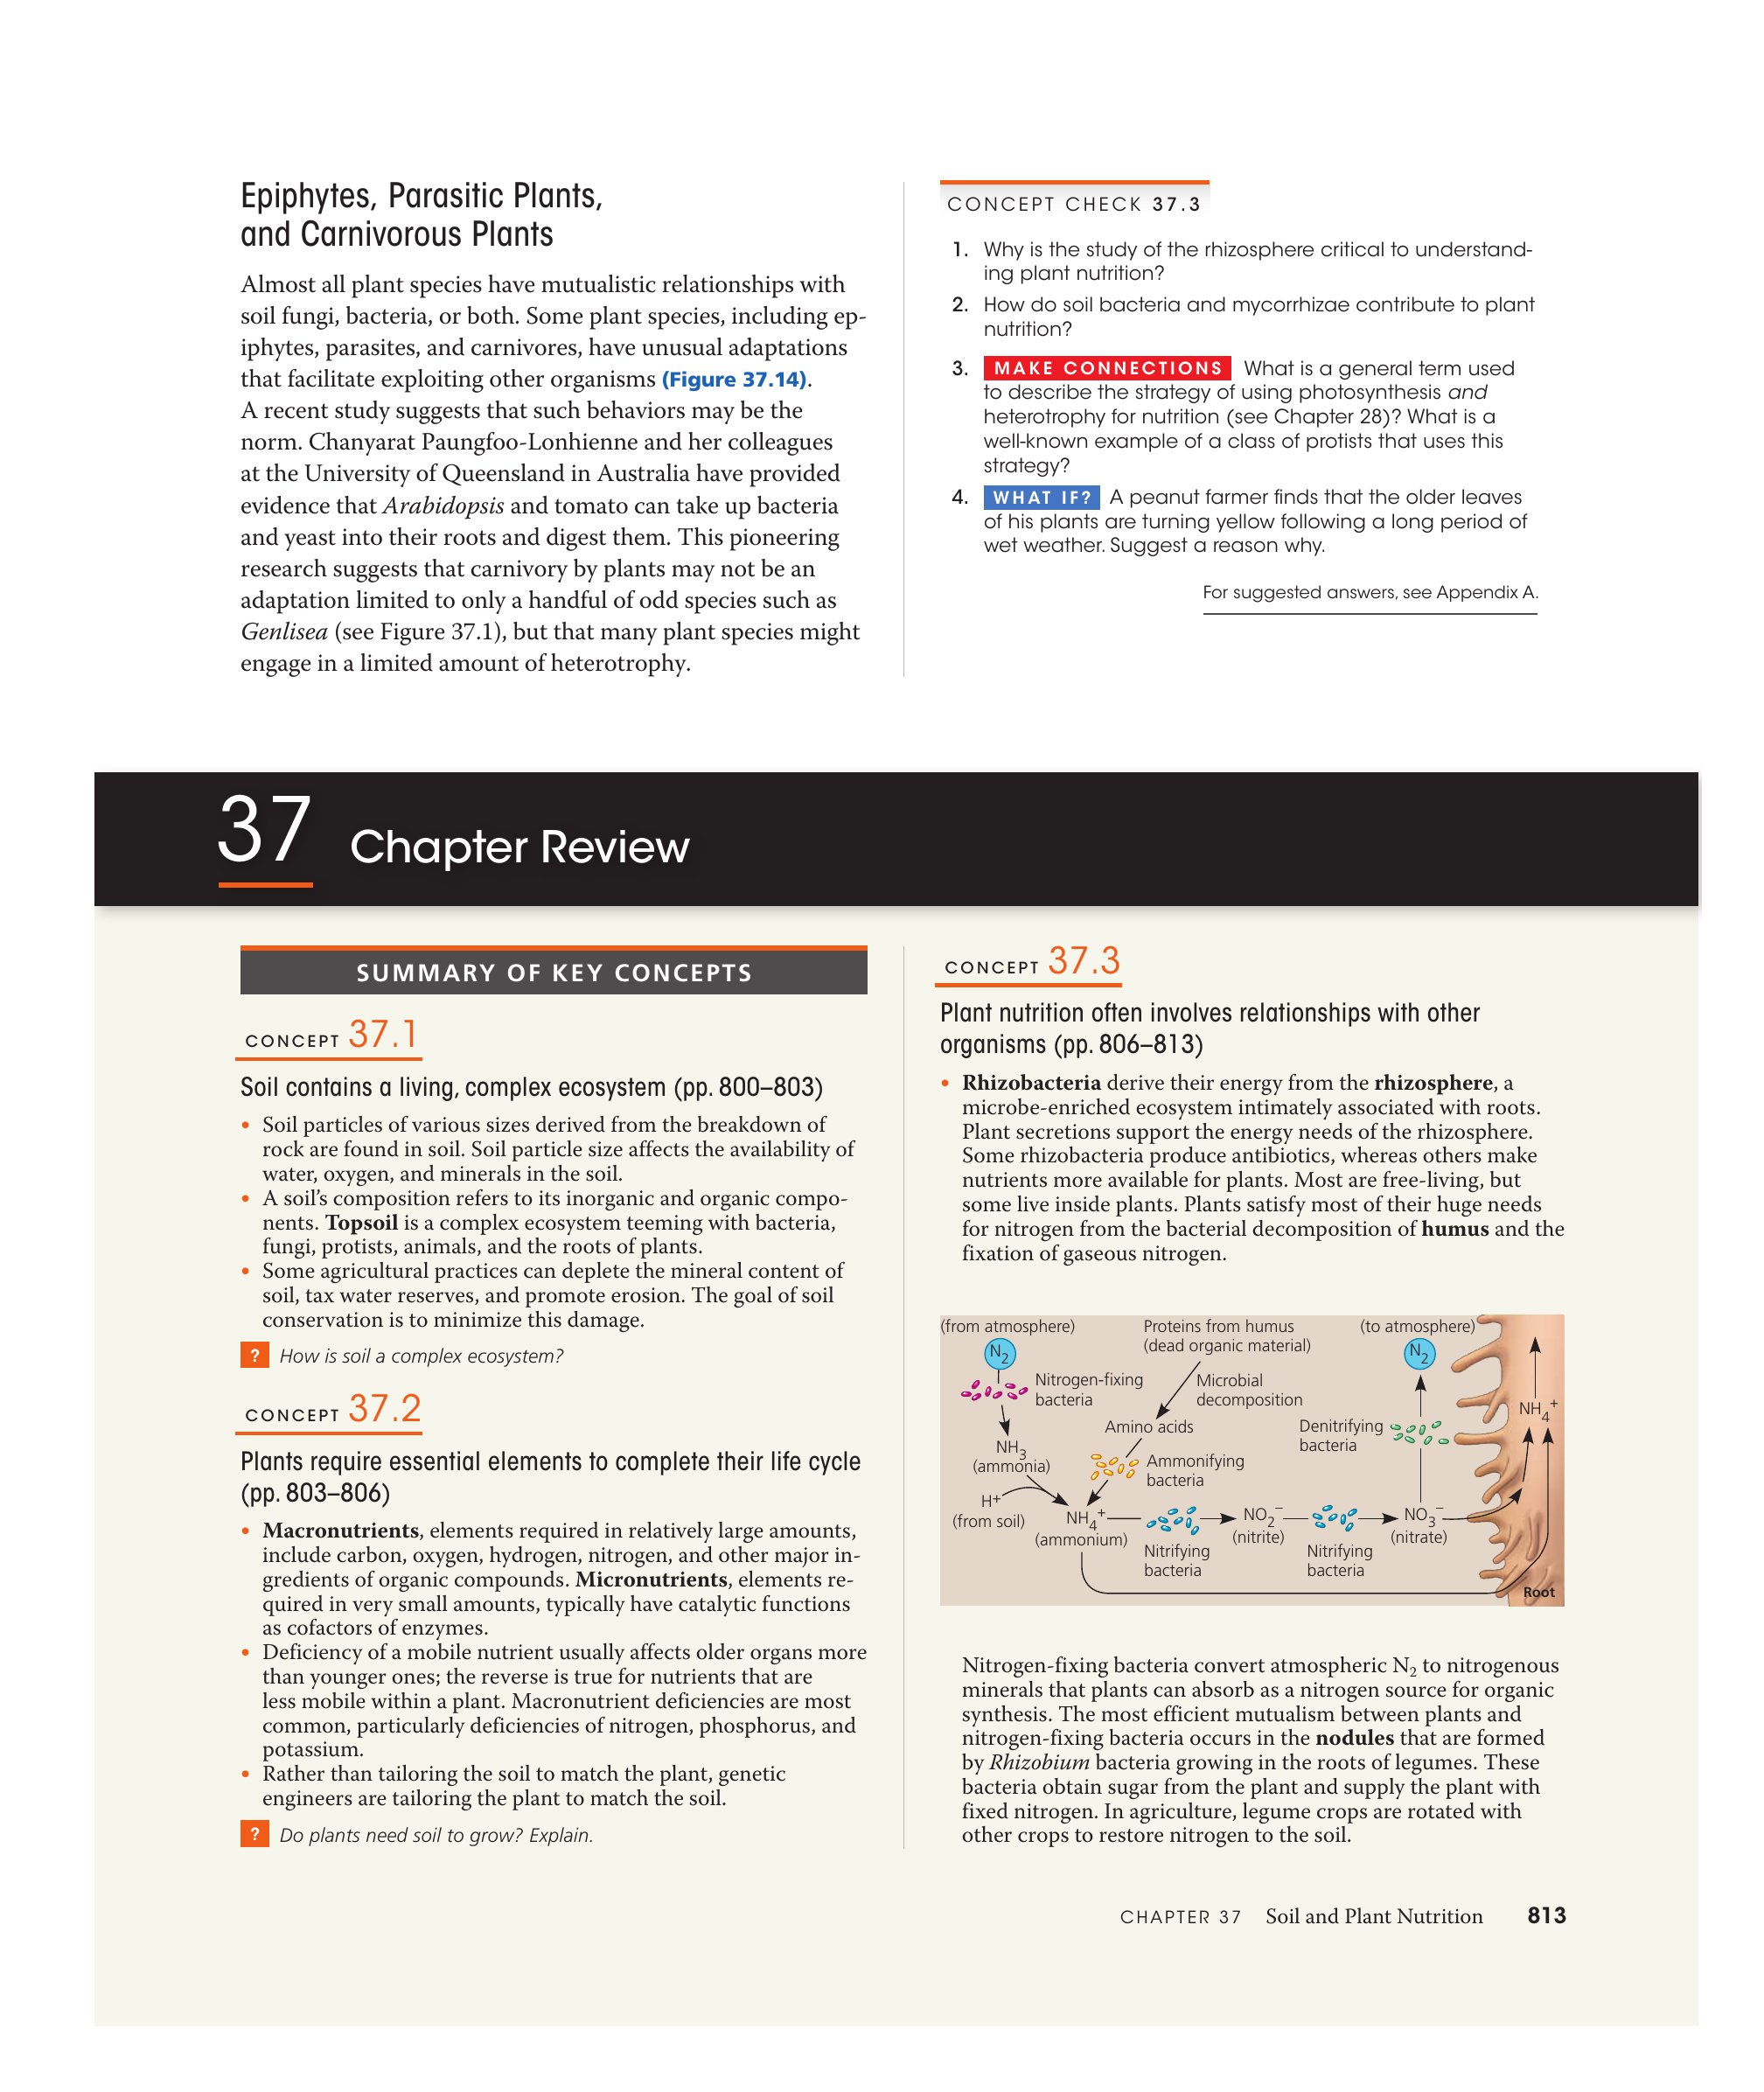 Epiphytes, Parasitic Plants,
and Carnivorous Plants
Almost all plant species have mutualistic relationships with
soil fungi, bacteria, or both. Some plant species, including ep-
iphytes, parasites, and carnivores, have unusual adaptations
that facilitate exploiting other organisms (Figure 37.14).
A recent study suggests that such behaviors may be the
norm. Chanyarat Paungfoo-Lonhienne and her colleagues
at the University of Queensland in Australia have provided
evidence that Arabidopsis and tomato can take up bacteria
and yeast into their roots and digest them. This pioneering
research suggests that carnivory by plants may not be an
adaptation limited to only a handful of odd species such as
Genlisea (see Figure 37.1), but that many plant species might
engage in a limited amount of heterotrophy.
CONCEPT CHECK 37.3
1. Why is the study of the rhizosphere critical to understand-
ing plant nutrition?
2. How do soil bacteria and mycorrhizae contribute to plant
nutrition?
3. MAKE CONNECTIONS What is a general term used
to describe the strategy of using photosynthesis and
heterotrophy for nutrition (see Chapter 28)? What is a
well-known example of a class of protists that uses this
strategy?
4. WHAT IF? A peanut farmer finds that the older leaves
of his plants are turning yellow following a long period of
wet weather. Suggest a reason why.
For suggested answers, see Appendix A.
37 Chapter Review
SUMMARY OF KEY CONCEPTS
CONCEPT 37.1
Soil contains a living, complex ecosystem (pp. 800–803)
• Soil particles of various sizes derived from the breakdown of
rock are found in soil. Soil particle size affects the availability of
water, oxygen, and minerals in the soil.
• A soil's composition refers to its inorganic and organic compo-
nents. Topsoil is a complex ecosystem teeming with bacteria,
fungi, protists, animals, and the roots of plants.
• Some agricultural practices can deplete the mineral content of
soil, tax water reserves, and promote erosion. The goal of soil
conservation is to minimize this damage.
? How is soil a complex ecosystem?
CONCEPT 37.2
Plants require essential elements to complete their life cycle
(pp. 803–806)
• Macronutrients, elements required in relatively large amounts,
include carbon, oxygen, hydrogen, nitrogen, and other major in-
gredients of organic compounds. Micronutrients, elements re-
quired in very small amounts, typically have catalytic functions
as cofactors of enzymes.
• Deficiency of a mobile nutrient usually affects older organs more
than younger ones; the reverse is true for nutrients that are
less mobile within a plant. Macronutrient deficiencies are most
common, particularly deficiencies of nitrogen, phosphorus, and
potassium.
• Rather than tailoring the soil to match the plant, genetic
engineers are tailoring the plant to match the soil.
? Do plants need soil to grow? Explain.
CONCEPT 37.3
Plant nutrition often involves relationships with other
organisms (pp. 806–813)
• Rhizobacteria derive their energy from the rhizosphere, a
microbe-enriched ecosystem intimately associated with roots.
Plant secretions support the energy needs of the rhizosphere.
Some rhizobacteria produce antibiotics, whereas others make
nutrients more available for plants. Most are free-living, but
some live inside plants. Plants satisfy most of their huge needs
for nitrogen from the bacterial decomposition of humus and the
fixation of gaseous nitrogen.
(from atmosphere)
N₂
Nitrogen-fixing
bacteria
NH₃
(ammonia)
H⁺
(from soil)
Proteins from humus
(dead organic material)
Microbial
decomposition
Amino acids
Ammonifying
bacteria
NH₄⁺
(ammonium)
Nitrifying
bacteria
NO₂⁻
(nitrite)
Nitrifying
bacteria
NO₃⁻
(nitrate)
Denitrifying
bacteria
(to atmosphere)
N₂
NH₄⁺
Root
Nitrogen-fixing bacteria convert atmospheric N₂ to nitrogenous
minerals that plants can absorb as a nitrogen source for organic
synthesis. The most efficient mutualism between plants and
nitrogen-fixing bacteria occurs in the nodules that are formed
by Rhizobium bacteria growing in the roots of legumes. These
bacteria obtain sugar from the plant and supply the plant with
fixed nitrogen. In agriculture, legume crops are rotated with
other crops to restore nitrogen to the soil.
CHAPTER 37 Soil and Plant Nutrition 813